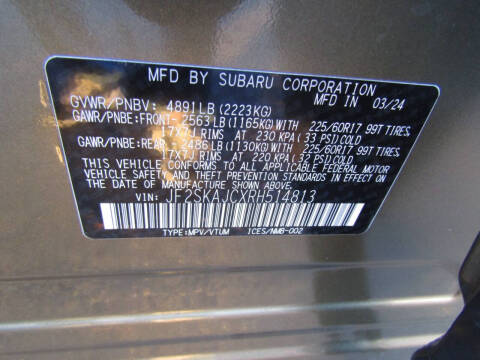 MFD BY SUBARU CORPORATION
GVWR/PNBV: 4891LB (2223KG) MFD IN 03/24
GAWR/PNBE:FRONT- 2563 LB (1165KG)WITH 225/60R17 99T TIRES,
17X7J RIMS AT 230 KPA (33 PSI) COLD
GAWR/PNBE:REAR - 2486 LB (1130KG)WITH 225/60R17 99T TIRES,
17X7J RIMS AT 220 KPA (32 PSI) COLD
THIS VEHICLE CONFORMS TO ALL APPLICABLE FEDERAL MOTOR
VEHICLE SAFETY AND THEFT PREVENTION STANDARDS IN EFFECT
ON THE DATE OF MANUFACTURE SHOWN ABOVE.
VIN: JF2SKAJCXRH514813
TYPE:MPV/VTUM ICES/NMB-002